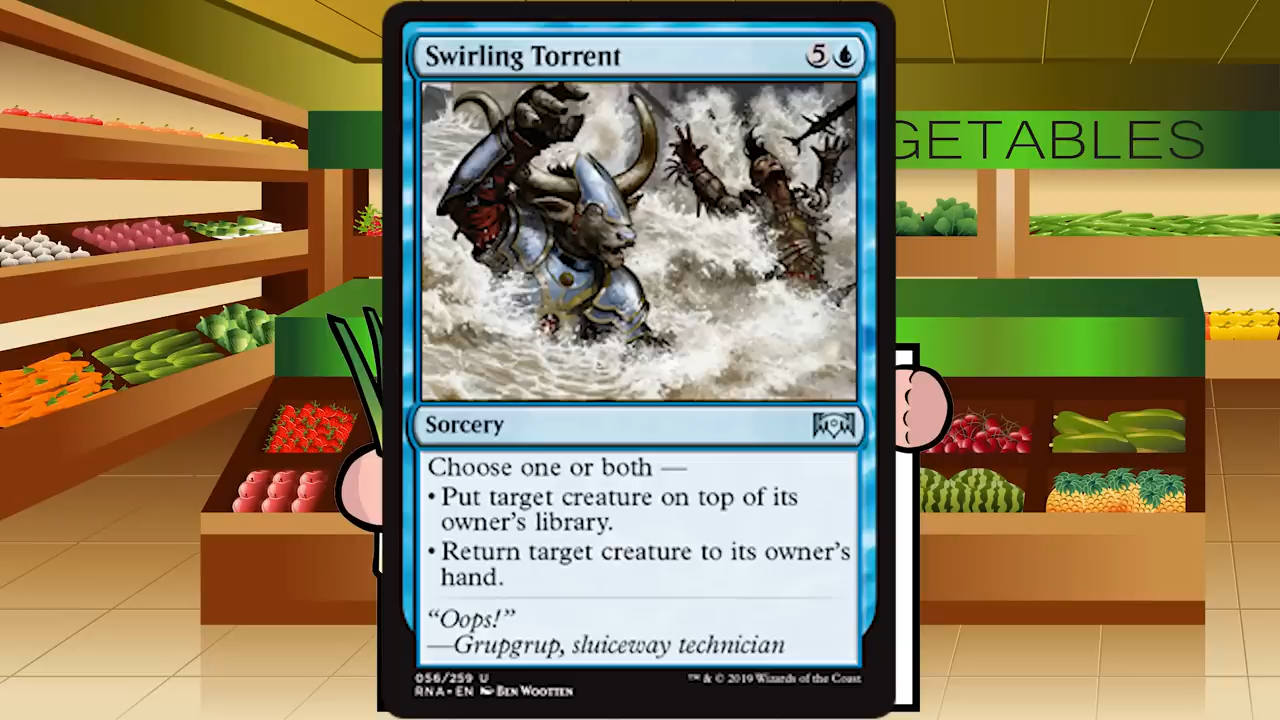 Swirling Torrent 5
GETABLES
Sorcery
Choose one or both —
• Put target creature on top of its
owner's library.
• Return target creature to its owner's
hand.
“Oops!”
—Grupgrup, sluiceway technician
056/259 U
RNA • EN Ben Wootten
™ & © 2019 Wizards of the Coast